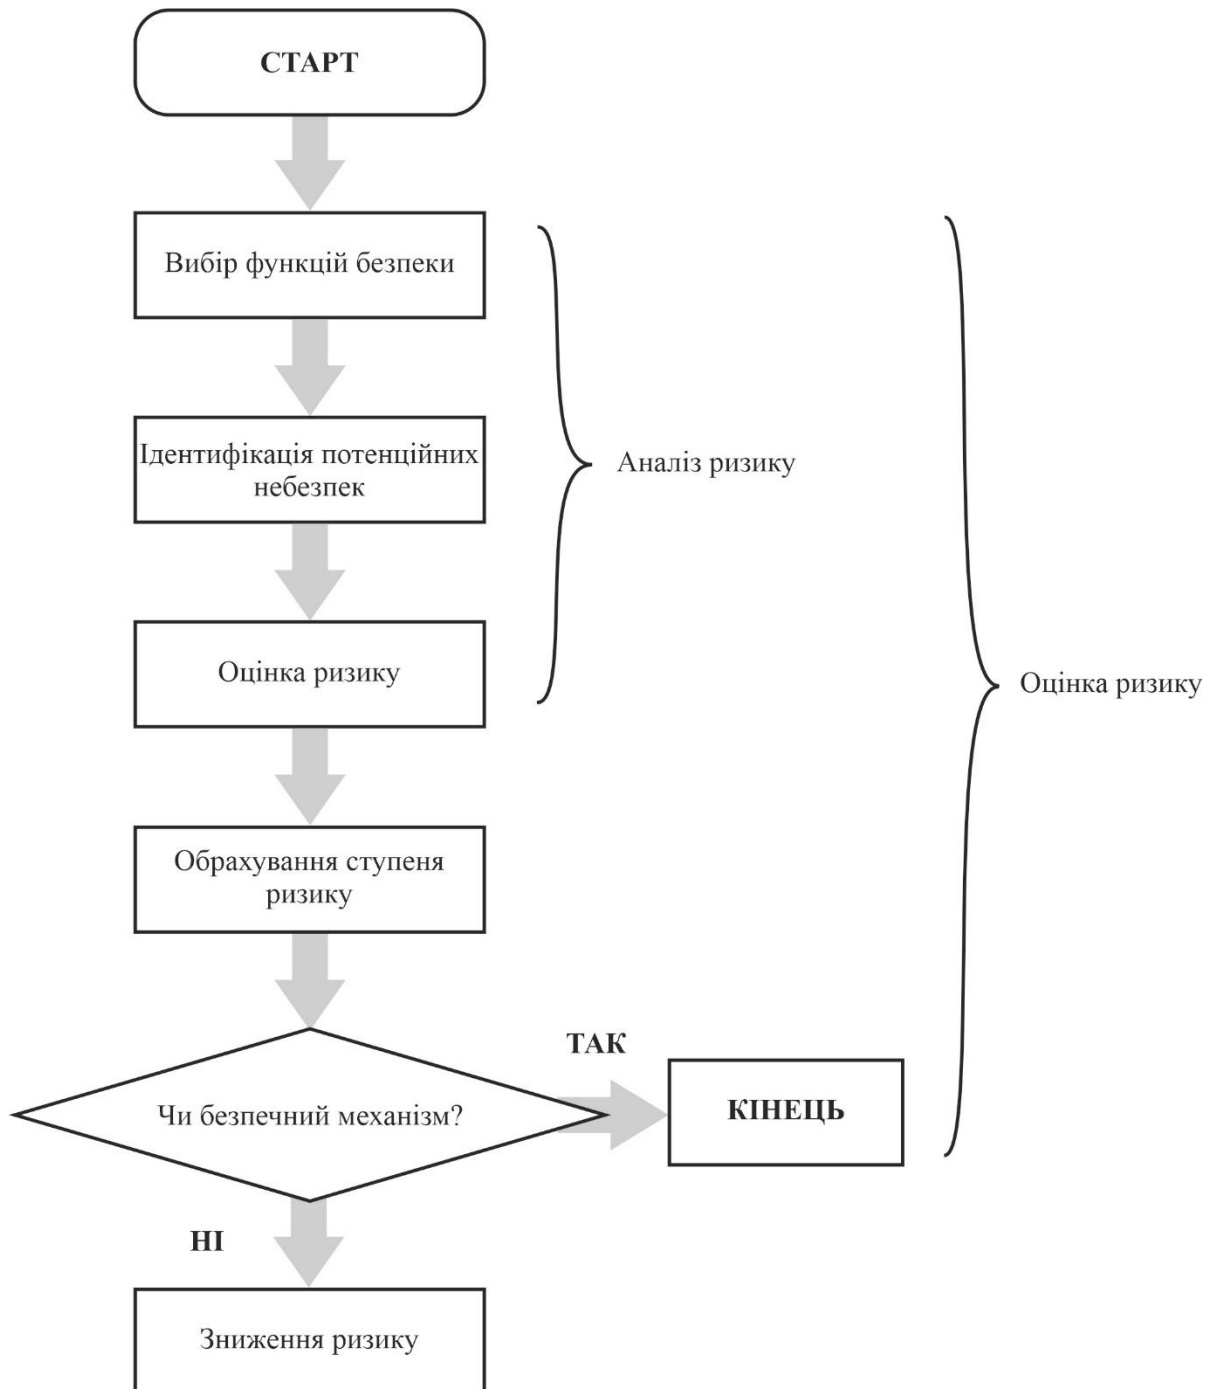 СТАРТ
Вибір функцій безпеки
Ідентифікація потенційних
небезпек
Аналіз ризику
Оцінка ризику
Оцінка ризику
Обрахування ступеня
ризику
ТАК
Чи безпечний механізм?
КІНЕЦЬ
НІ
Зниження ризику